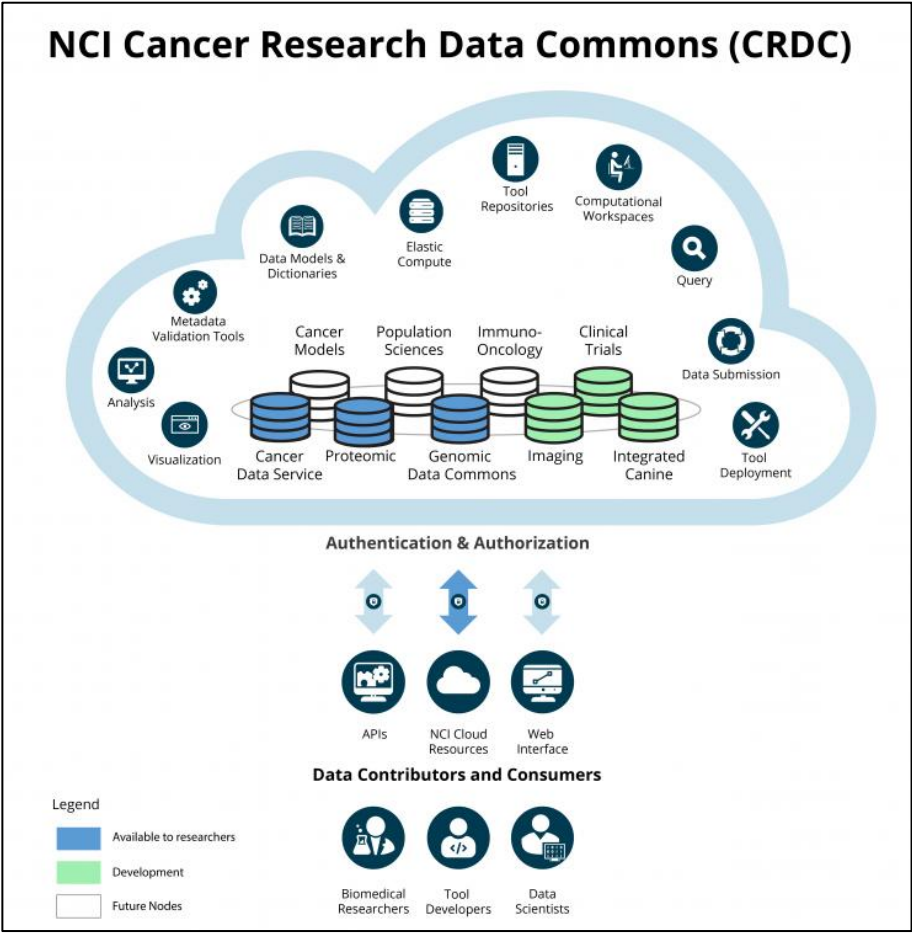 NCI Cancer Research Data Commons (CRDC)
Tool
Repositories
Computational
Workspaces
Data Models &
Dictionaries
Elastic
Compute
Query
Metadata
Validation Tools
Cancer
Models
Population
Sciences
Immuno-
Oncology
Clinical
Trials
Data Submission
Analysis
Visualization
Cancer
Data Service
Proteomic
Genomic
Data Commons
Imaging
Integrated
Canine
Tool
Deployment
Authentication & Authorization
APIs
NCI Cloud
Resources
Web
Interface
Data Contributors and Consumers
Legend
Available to researchers
Development
Future Nodes
</>
Biomedical
Researchers
Tool
Developers
Data
Scientists